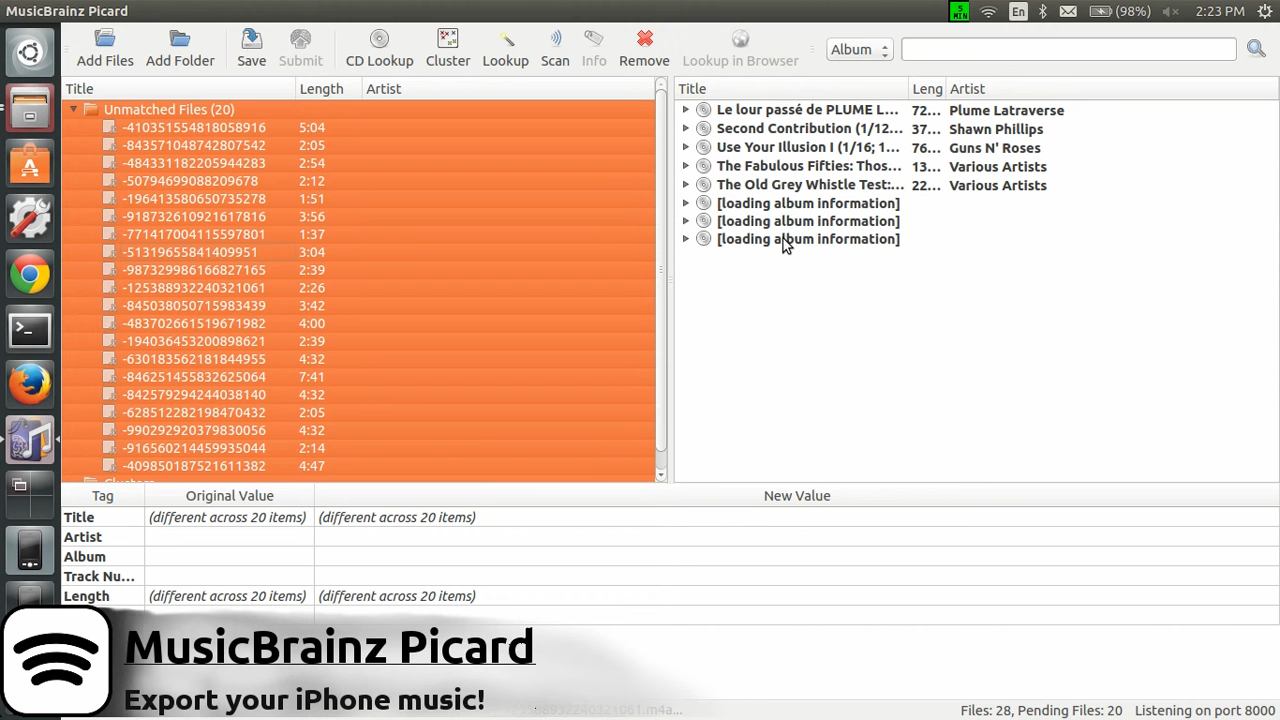 MusicBrainz Picard
5 MIN En (98%) 2:23 PM
Add Files Add Folder Save Submit CD Lookup Cluster Lookup Scan Info Remove Lookup in Browser Album
Title Length Artist
Unmatched Files (20)
-410351554818058916 5:04
-843571048742807542 2:05
-484331182205944283 2:54
-50794699088209678 2:12
-196413580650735278 1:51
-918732610921617816 3:56
-771417004115597801 1:37
-51319655841409951 3:04
-987329986166827165 2:39
-125388932240321061 2:26
-845038050715983439 3:42
-483702661519671982 4:00
-194036453200898621 2:39
-630183562181844955 4:32
-846251455832625064 7:41
-842579294244038140 4:32
-628512282198470432 2:05
-990292920379830056 4:32
-916560214459935044 2:14
-409850187521611382 4:47
Clusters
Title Leng Artist
Le lour passé de PLUME L... 72... Plume Latraverse
Second Contribution (1/12... 37... Shawn Phillips
Use Your Illusion I (1/16; 1... 76... Guns N' Roses
The Fabulous Fifties: Thos... 13... Various Artists
The Old Grey Whistle Test:... 22... Various Artists
[loading album information]
[loading album information]
[loading album information]
Tag Original Value New Value
Title (different across 20 items) (different across 20 items)
Artist
Album
Track Nu...
Length (different across 20 items) (different across 20 items)
MusicBrainz Picard
Export your iPhone music!
Files: 28, Pending Files: 20 Listening on port 8000